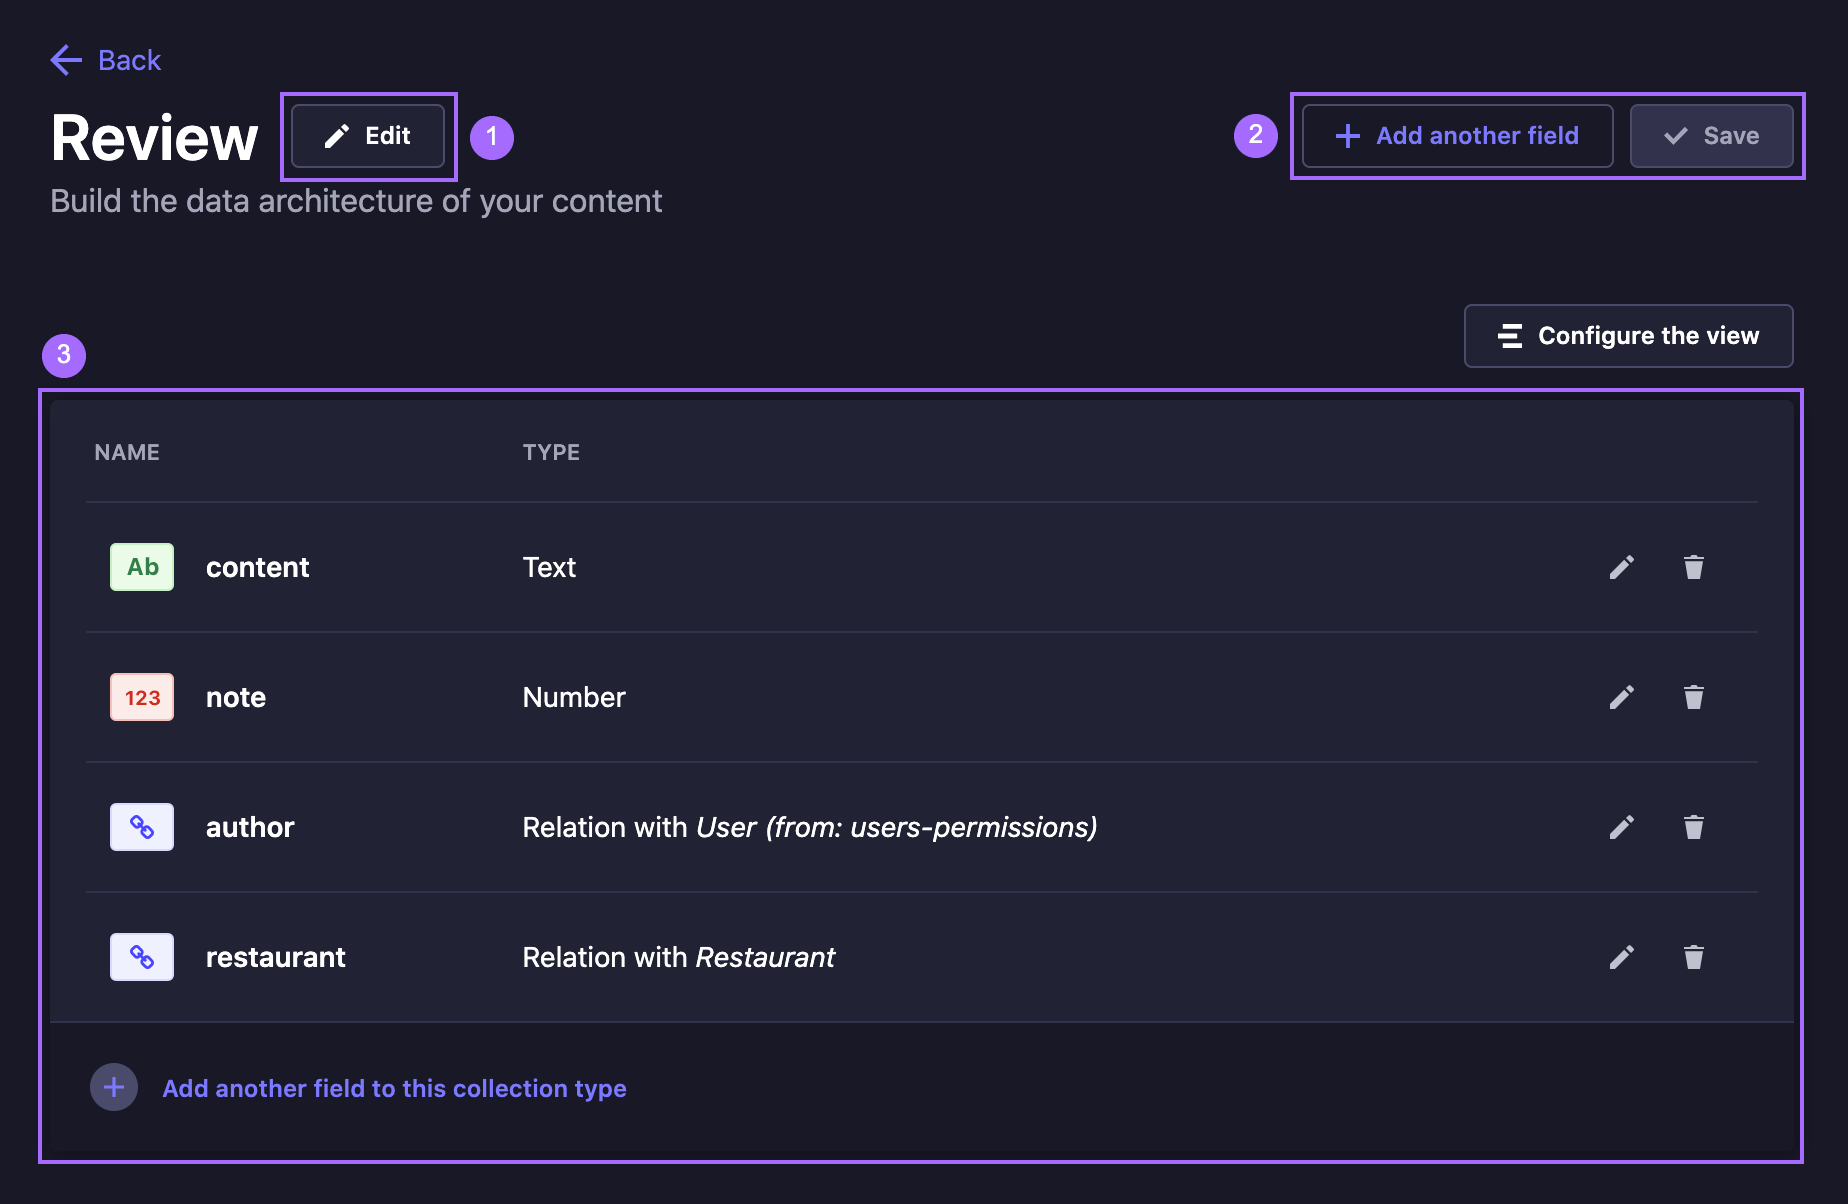 Back
Review
Edit
1
2
Add another field
Save
Build the data architecture of your content
Configure the view
3
NAME TYPE
Ab content Text
123 note Number
author Relation with User (from: users-permissions)
restaurant Relation with Restaurant
Add another field to this collection type